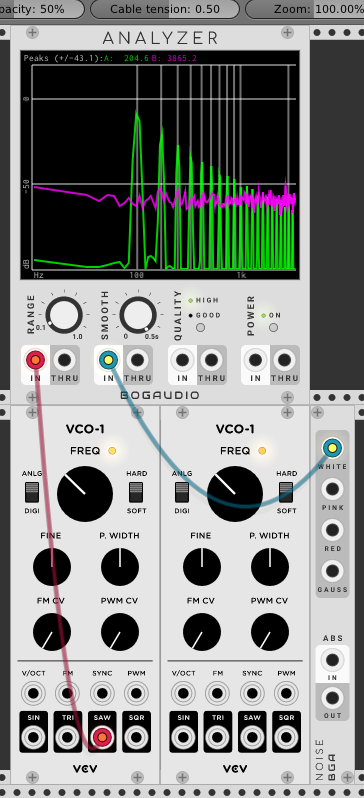 pacity: 50% Cable tension: 0.50 Zoom: 100.00%
ANALYZER
Peaks (+/-43.1):A: 204.6 B: 3865.2
0
-50
dB
Hz 100 1k
RANGE SMOOTH QUALITY POWER
HIGH
GOOD
ON
0.1 1.0 0 0.5s
IN THRU IN THRU IN THRU IN THRU
BOGAUDIO
VCO-1 VCO-1
FREQ FREQ
ANLG HARD ANLG HARD
DIGI SOFT DIGI SOFT
WHITE
PINK
RED
GAUSS
FINE P. WIDTH FINE P. WIDTH
FM CV PWM CV FM CV PWM CV
ABS
IN
OUT
V/OCT FM SYNC PWM V/OCT FM SYNC PWM
SIN TRI SAW SQR SIN TRI SAW SQR
VCV VCV
NOISE
BGA